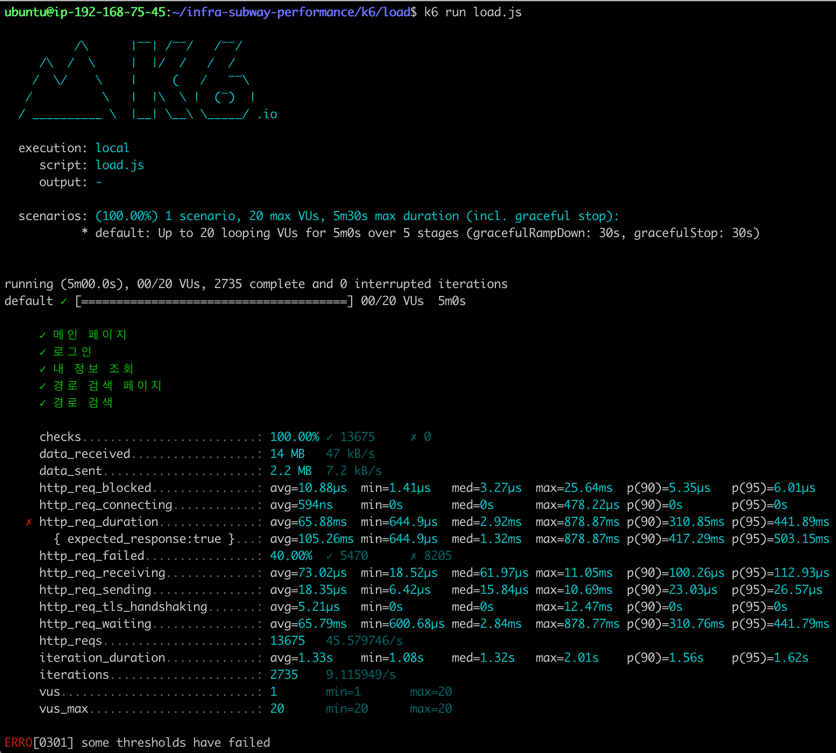 ubuntu@ip-192-168-75-45:~/infra-subway-performance/k6/load$ k6 run load.js
/\      |‾‾| /‾‾/   /‾‾/
/\  /  \     |  |/  /   /  /
/  \/    \    |     (   /   ‾‾\
/          \   |  |\  \ |  (‾)  |
/ __________ \  |__| \__\ \_____/ .io
execution: local
script: load.js
output: -
scenarios: (100.00%) 1 scenario, 20 max VUs, 5m30s max duration (incl. graceful stop):
* default: Up to 20 looping VUs for 5m0s over 5 stages (gracefulRampDown: 30s, gracefulStop: 30s)
running (5m00.0s), 00/20 VUs, 2735 complete and 0 interrupted iterations
default ✓ [======================================] 00/20 VUs  5m0s
✓ 메인 페이지
✓ 로그인
✓ 내 정보 조회
✓ 경로 검색 페이지
✓ 경로 검색
checks.........................: 100.00% ✓ 13675     ✗ 0
data_received..................: 14 MB   47 kB/s
data_sent......................: 2.2 MB  7.2 kB/s
http_req_blocked...............: avg=10.88µs  min=1.41µs   med=3.27µs  max=25.64ms  p(90)=5.35µs   p(95)=6.01µs
http_req_connecting............: avg=594ns    min=0s       med=0s      max=478.22µs p(90)=0s       p(95)=0s
✗ http_req_duration..............: avg=65.88ms  min=644.9µs  med=2.92ms  max=878.87ms p(90)=310.85ms p(95)=441.89ms
{ expected_response:true }...: avg=105.26ms min=644.9µs  med=1.32ms  max=878.87ms p(90)=417.29ms p(95)=503.15ms
http_req_failed................: 40.00%  ✓ 5470      ✗ 8205
http_req_receiving.............: avg=73.02µs  min=18.52µs  med=61.97µs max=11.05ms  p(90)=100.26µs p(95)=112.93µs
http_req_sending...............: avg=18.35µs  min=6.42µs   med=15.84µs max=10.69ms  p(90)=23.03µs  p(95)=26.57µs
http_req_tls_handshaking.......: avg=5.21µs   min=0s       med=0s      max=12.47ms  p(90)=0s       p(95)=0s
http_req_waiting...............: avg=65.79ms  min=600.68µs med=2.84ms  max=878.77ms p(90)=310.76ms p(95)=441.79ms
http_reqs......................: 13675   45.579746/s
iteration_duration.............: avg=1.33s    min=1.08s    med=1.32s   max=2.01s    p(90)=1.56s    p(95)=1.62s
iterations.....................: 2735    9.115949/s
vus............................: 1       min=1       max=20
vus_max........................: 20      min=20      max=20
ERRO[0301] some thresholds have failed